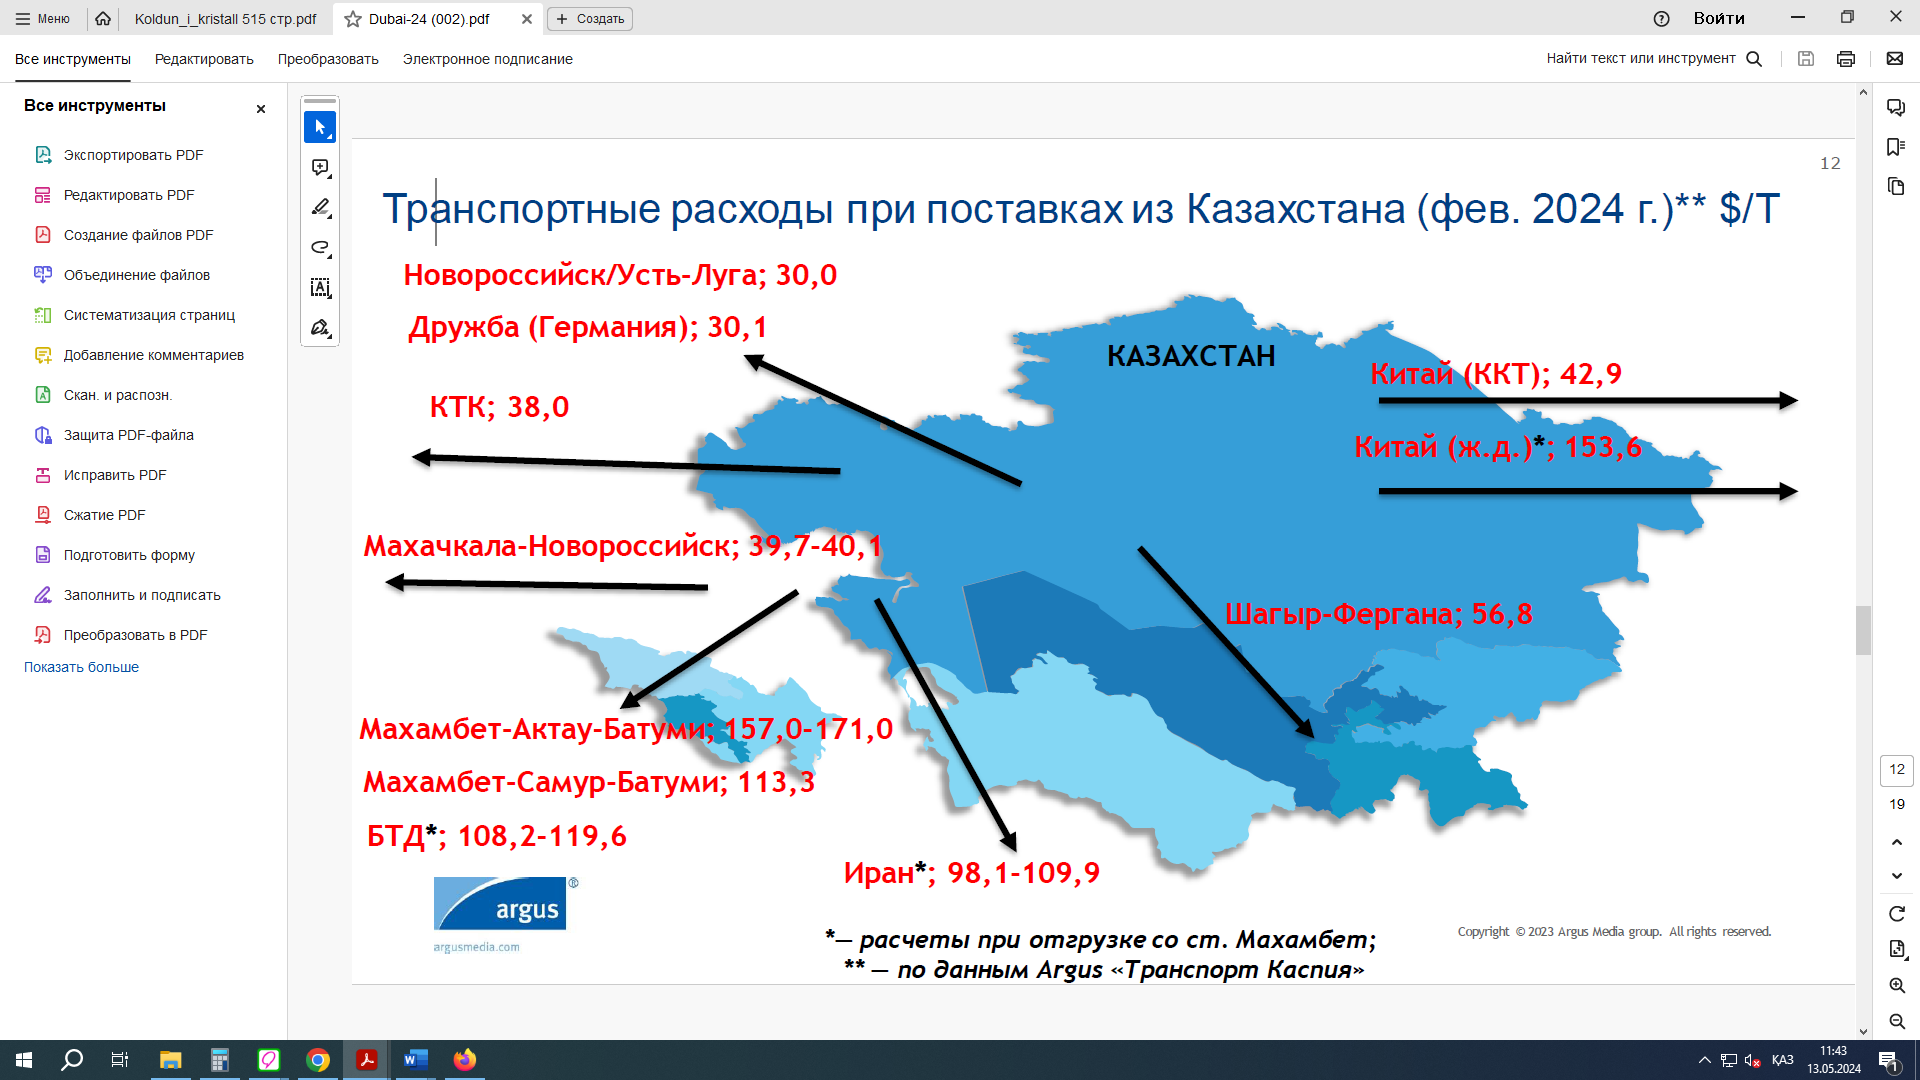 Меню
Koldun_i_kristall 515 стр.pdf
Dubai-24 (002).pdf
Создать
Войти
Все инструменты
Редактировать
Преобразовать
Электронное подписание
Найти текст или инструмент
Все инструменты
Экспортировать PDF
Редактировать PDF
Создание файлов PDF
Объединение файлов
Систематизация страниц
Добавление комментариев
Скан. и распозн.
Защита PDF-файла
Исправить PDF
Сжатие PDF
Подготовить форму
Заполнить и подписать
Преобразовать в PDF
Показать больше
12
Транспортные расходы при поставках из Казахстана (фев. 2024 г.)** $/Т
Новороссийск/Усть-Луга; 30,0
Дружба (Германия); 30,1
КАЗАХСТАН
Китай (ККТ); 42,9
КТК; 38,0
Китай (ж.д.)*; 153,6
Махачкала-Новороссийск; 39,7-40,1
Шагыр-Фергана; 56,8
Махамбет-Актау-Батуми; 157,0-171,0
Махамбет-Самур-Батуми; 113,3
БТД*; 108,2-119,6
Иран*; 98,1-109,9
argus®
argusmedia.com
*— расчеты при отгрузке со ст. Махамбет;
** — по данным Argus «Транспорт Каспия»
Copyright © 2023 Argus Media group. All rights reserved.
12
19
ҚАЗ
11:43
13.05.2024
1